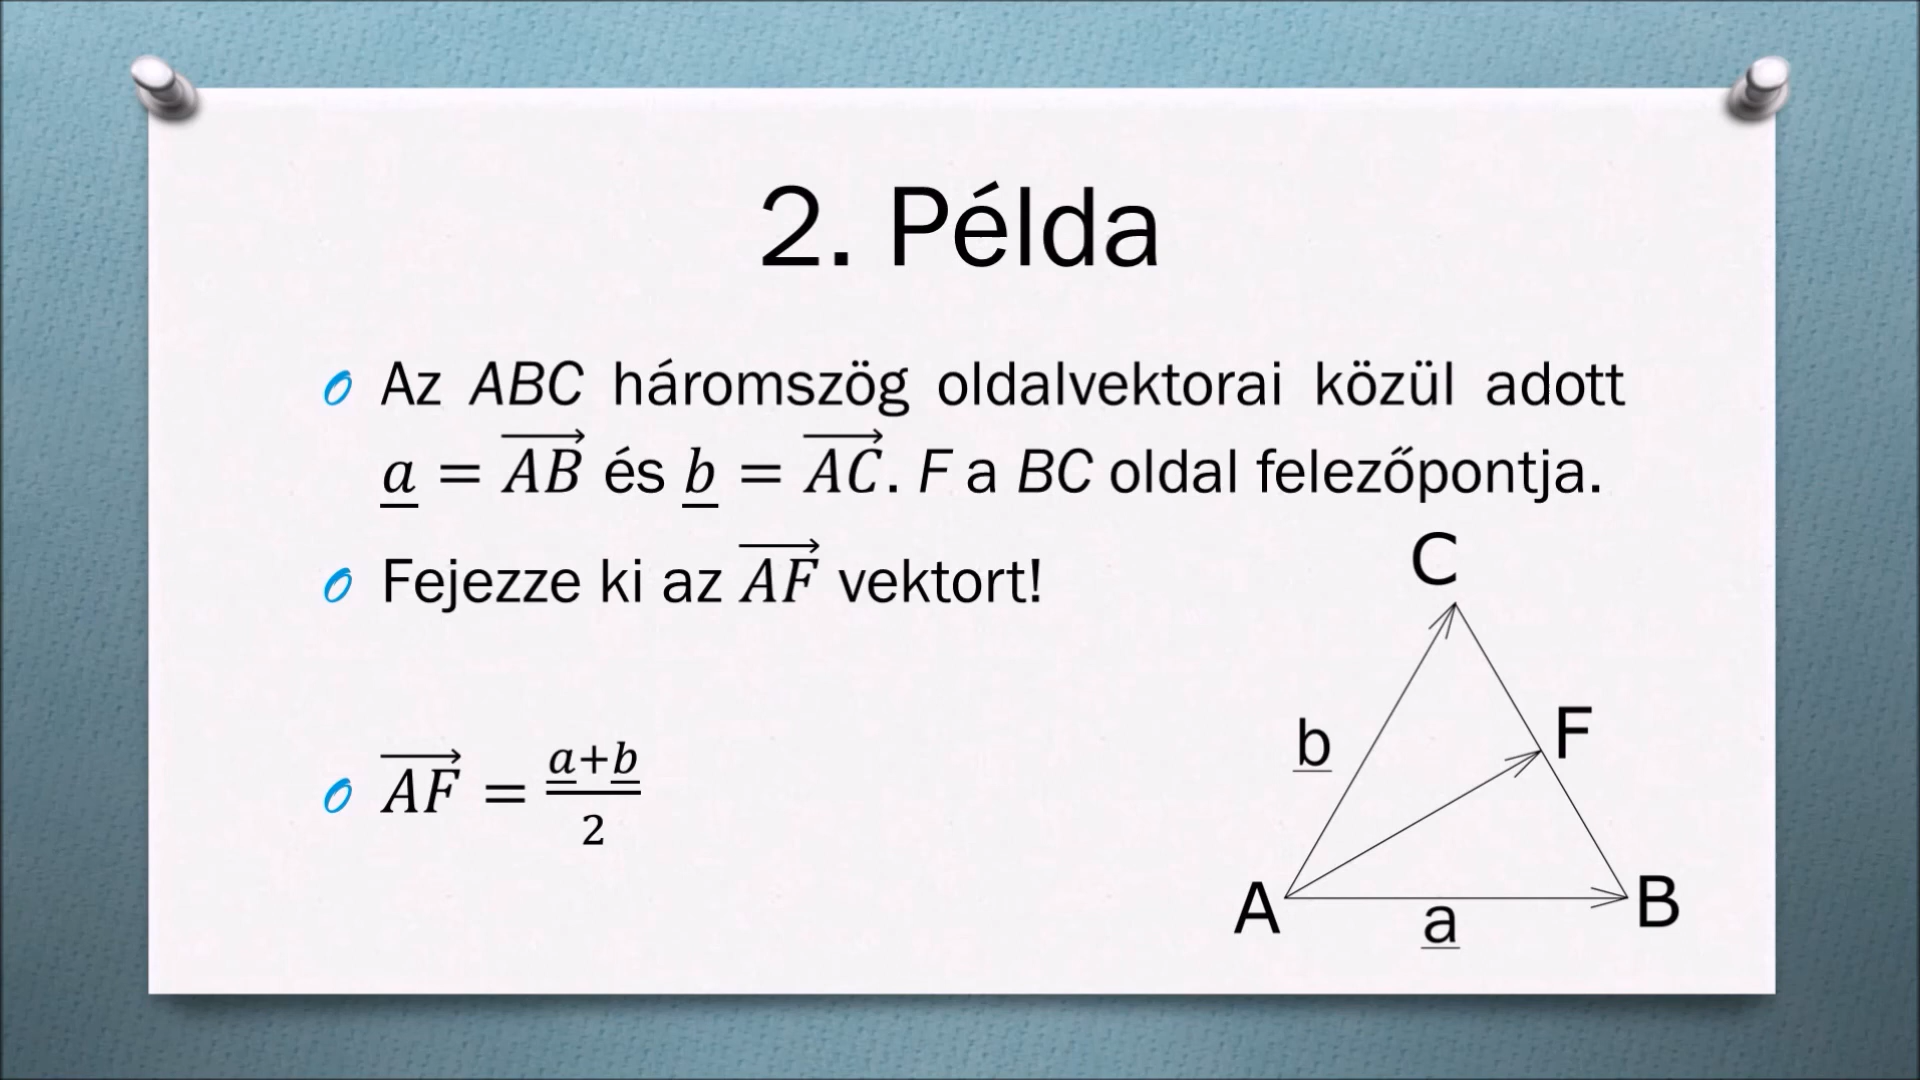 2. Példa
Az ABC háromszög oldalvektorai közül adott
a = AB és b = AC. F a BC oldal felezőpontja.
Fejezze ki az AF vektort!
AF = a+b
2
C
b
F
A
a
B